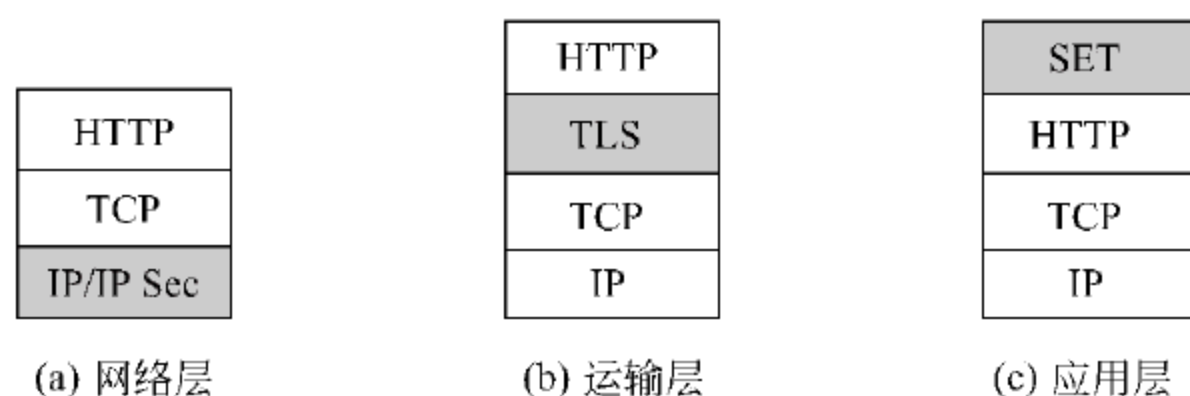 HTTP
TCP
IP/IP Sec
(a) 网络层
HTTP
TLS
TCP
IP
(b) 运输层
SET
HTTP
TCP
IP
(c) 应用层